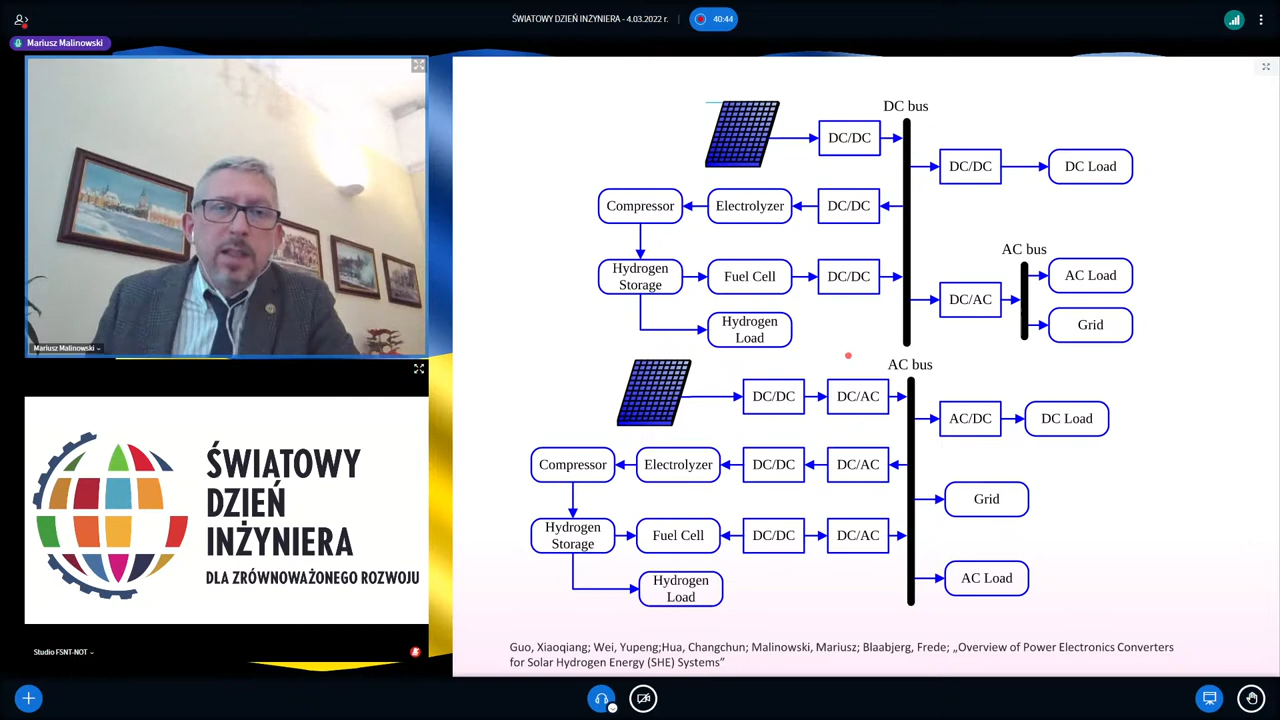 ŚWIATOWY DZIEŃ INŻYNIERA - 4.03.2022 r.
40:44
Mariusz Malinowski
Mariusz Malinowski
ŚWIATOWY
DZIEŃ
INŻYNIERA
DLA ZRÓWNOWAŻONEGO ROZWOJU
Studio FSNT-NOT
DC bus
DC/DC
DC/DC
DC Load
Compressor
Electrolyzer
DC/DC
AC bus
Hydrogen
Storage
Fuel Cell
DC/DC
AC Load
DC/AC
Grid
Hydrogen
Load
AC bus
DC/DC
DC/AC
AC/DC
DC Load
Compressor
Electrolyzer
DC/DC
DC/AC
Grid
Hydrogen
Storage
Fuel Cell
DC/DC
DC/AC
AC Load
Hydrogen
Load
Guo, Xiaoqiang; Wei, Yupeng;Hua, Changchun; Malinowski, Mariusz; Blaabjerg, Frede; „Overview of Power Electronics Converters
for Solar Hydrogen Energy (SHE) Systems”